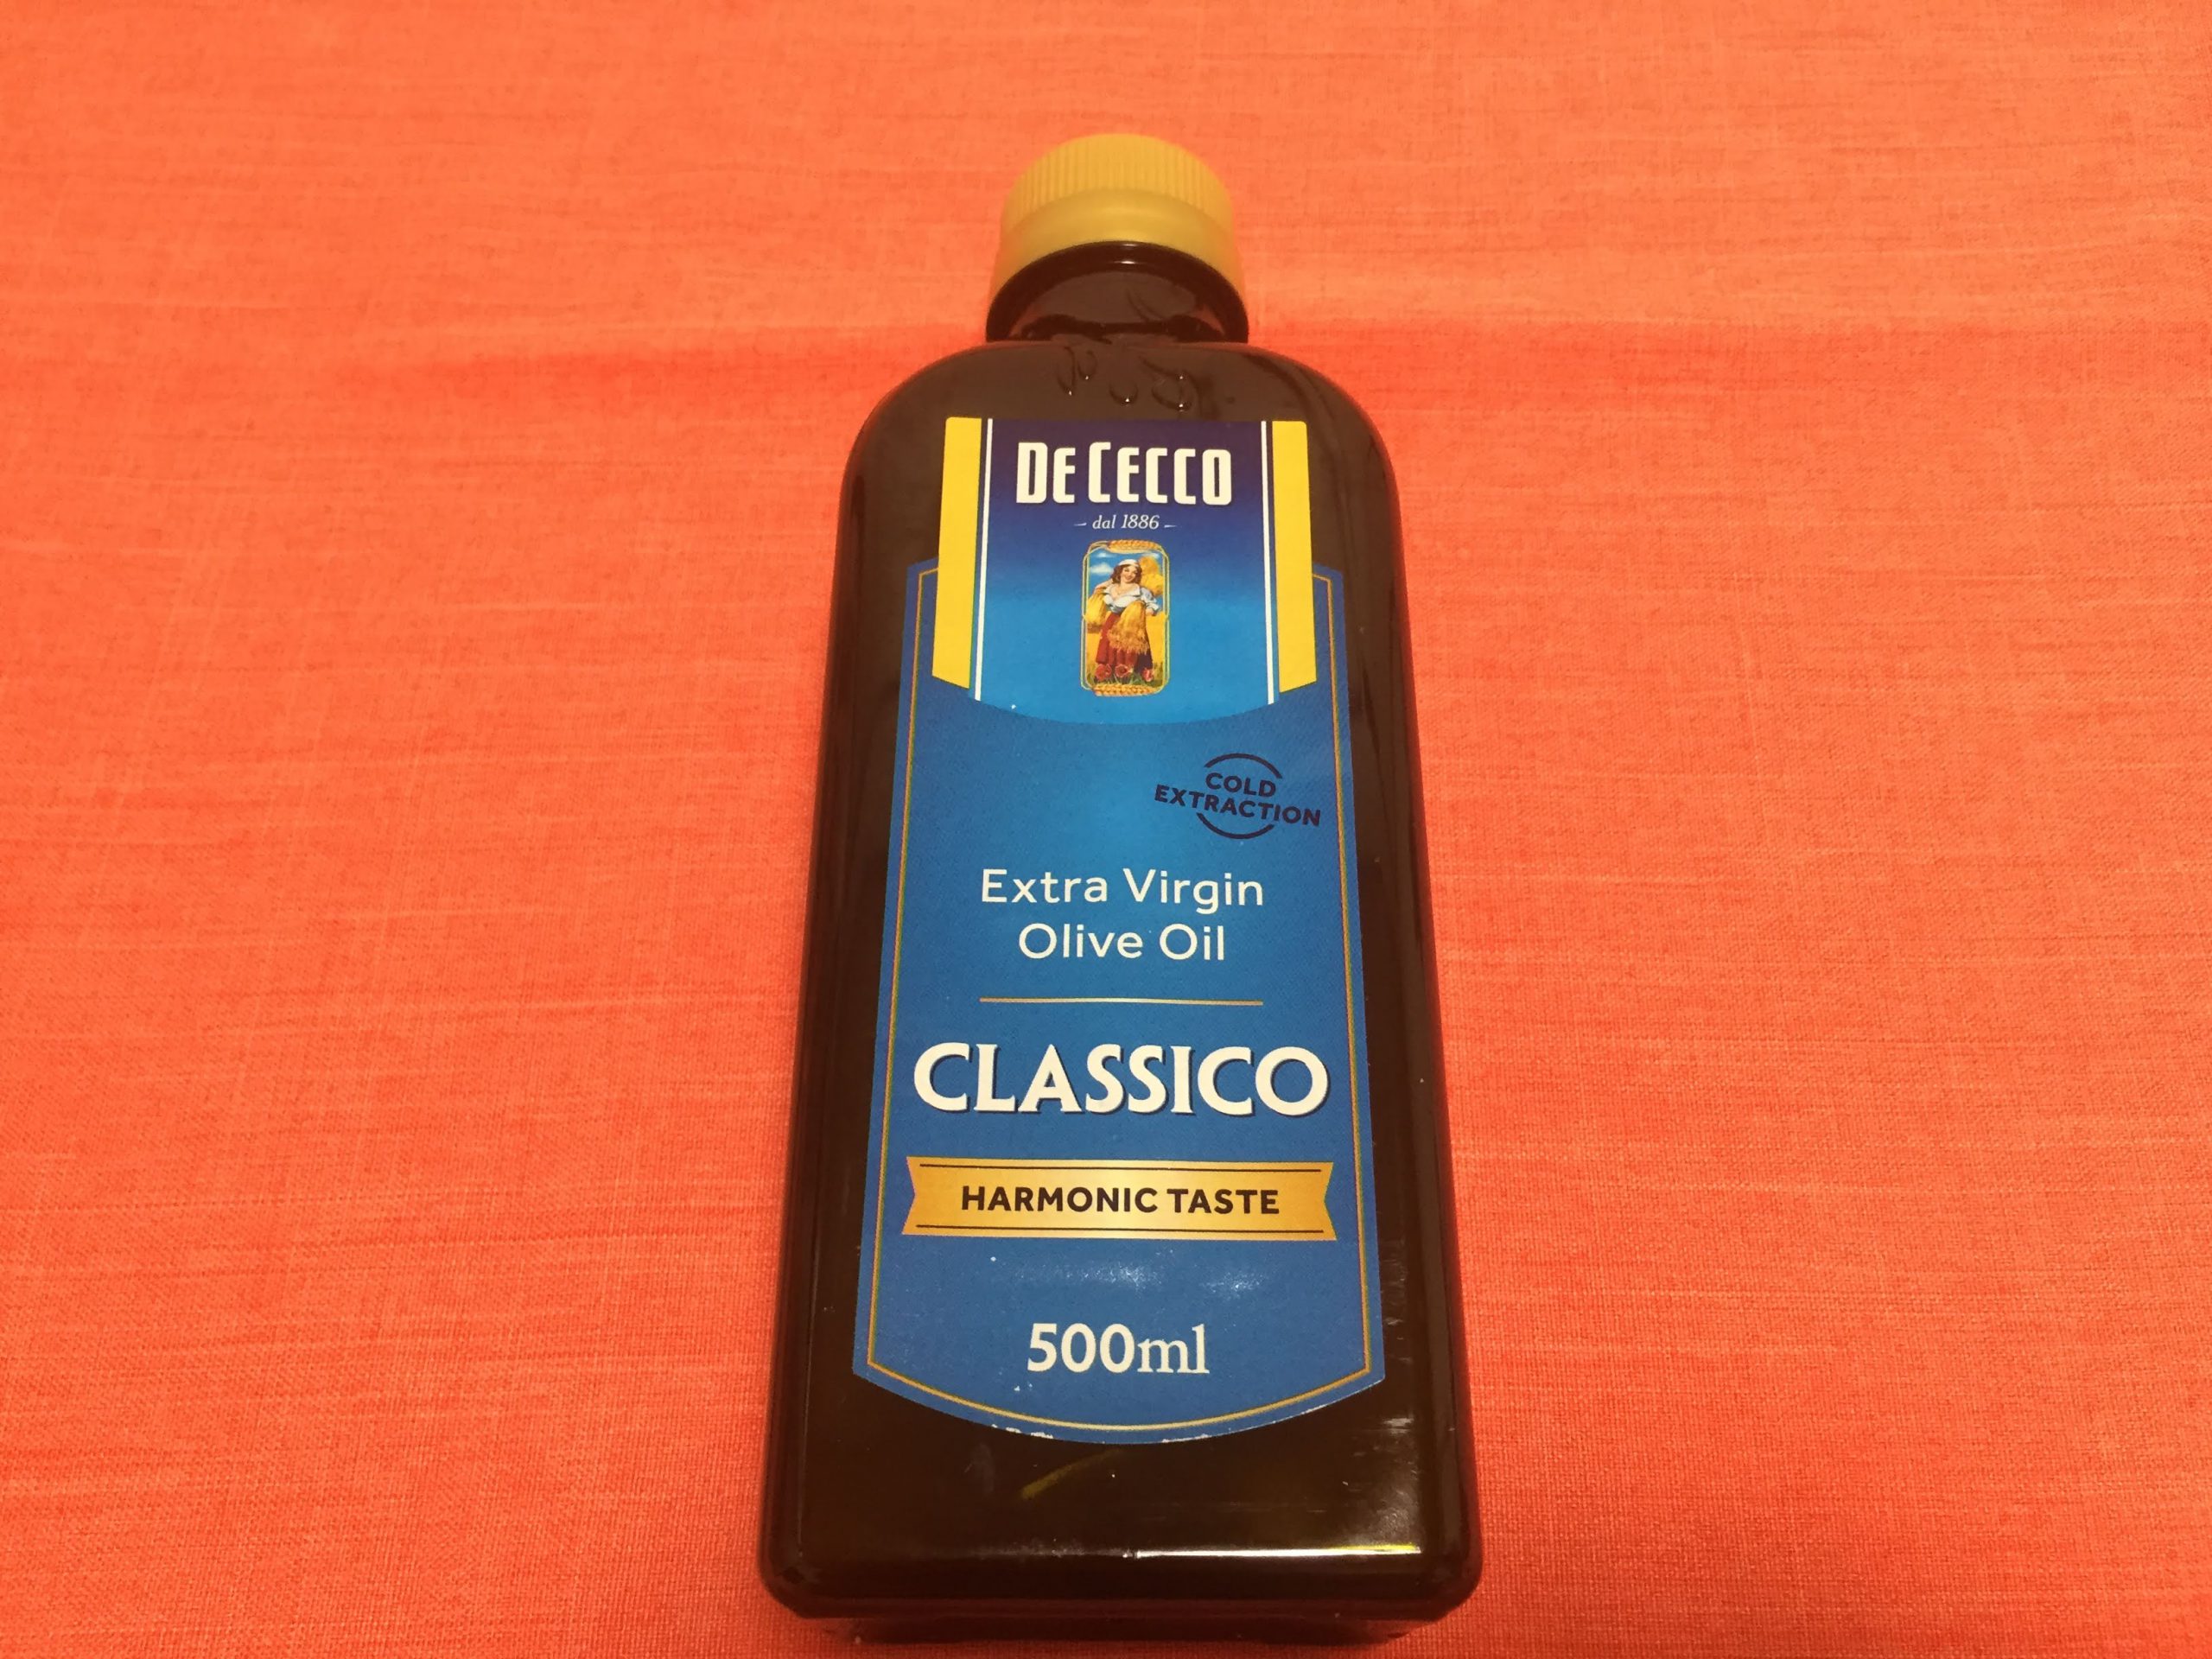 DE CECCO
dal 1886
COLD
EXTRACTION
Extra Virgin
Olive Oil
CLASSICO
HARMONIC TASTE
500ml